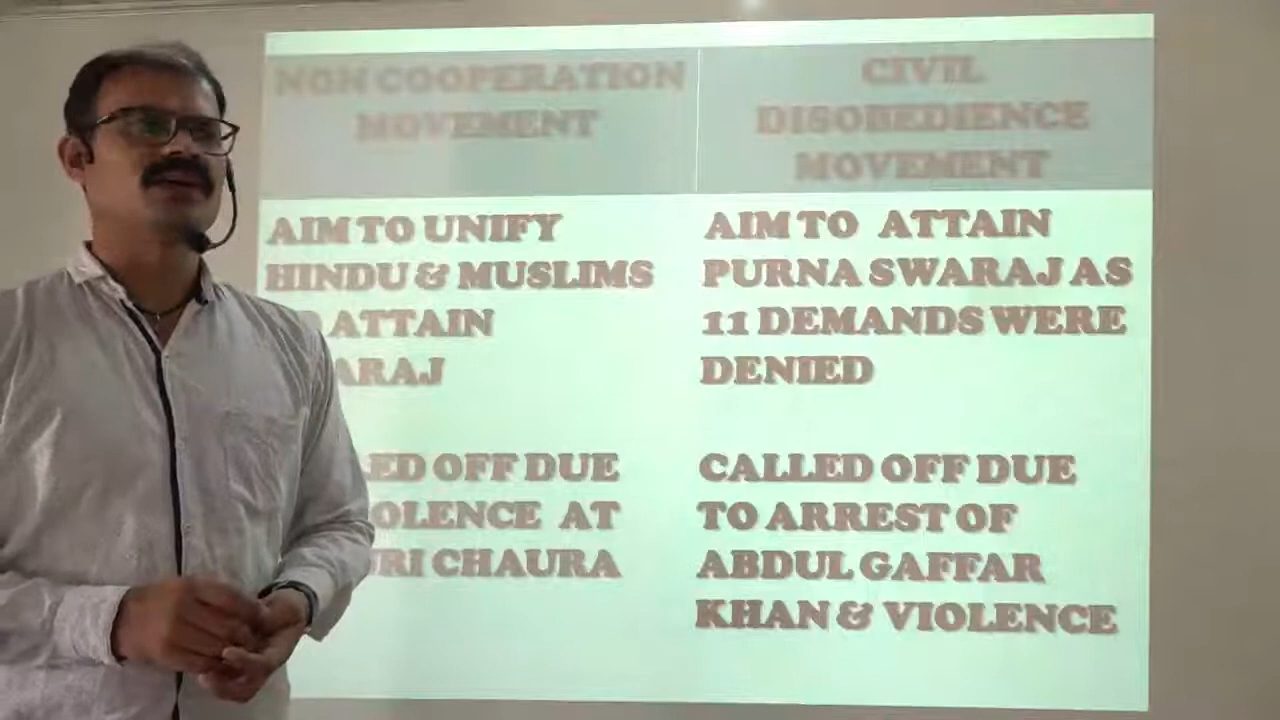 NON COOPERATION
MOVEMENT
AIM TO UNIFY
HINDU & MUSLIMS
ATTAIN
ARAJ
ED OFF DUE
OLENCE AT
RI CHAURA
CIVIL
DISOBEDIENCE
MOVEMENT
AIM TO ATTAIN
PURNA SWARAJ AS
11 DEMANDS WERE
DENIED
CALLED OFF DUE
TO ARREST OF
ABDUL GAFFAR
KHAN & VIOLENCE